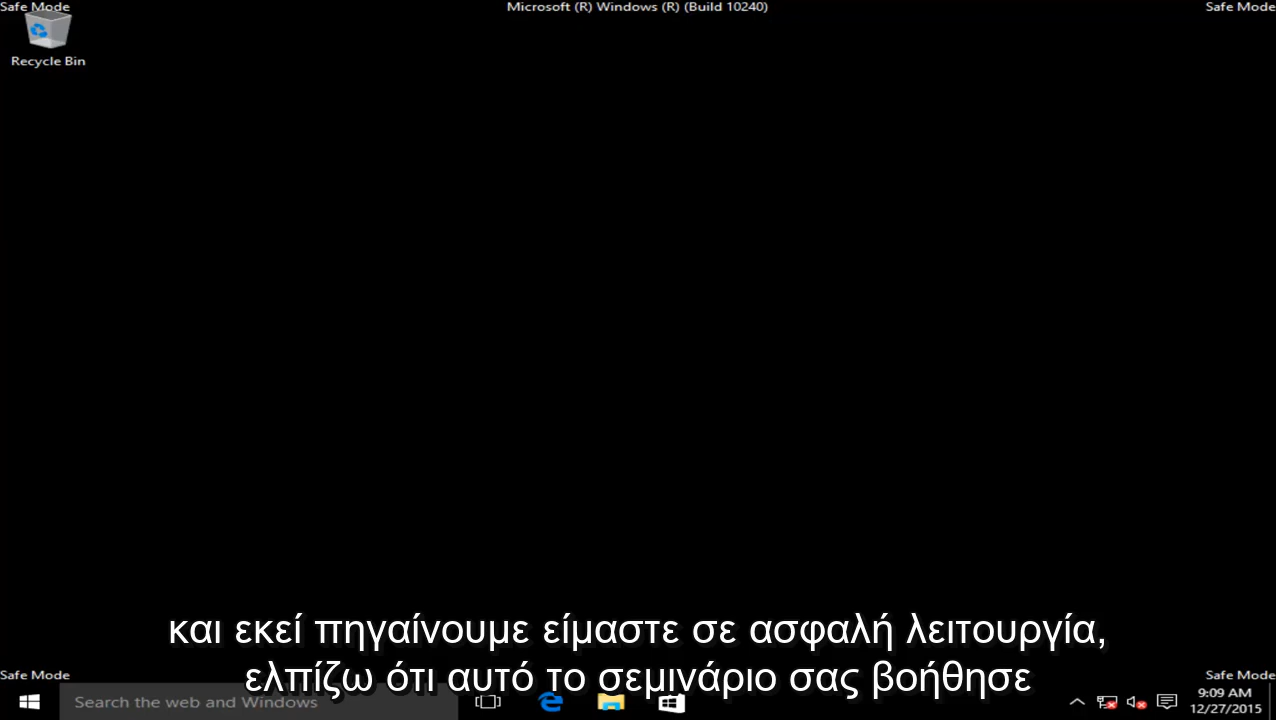 Safe Mode
Microsoft (R) Windows (R) (Build 10240)
Safe Mode
Recycle Bin
και εκεί πηγαίνουμε είμαστε σε ασφαλή λειτουργία,
ελπίζω ότι αυτό το σεμινάριο σας βοήθησε
Safe Mode
Safe Mode
Search the web and Windows
9:09 AM
12/27/2015